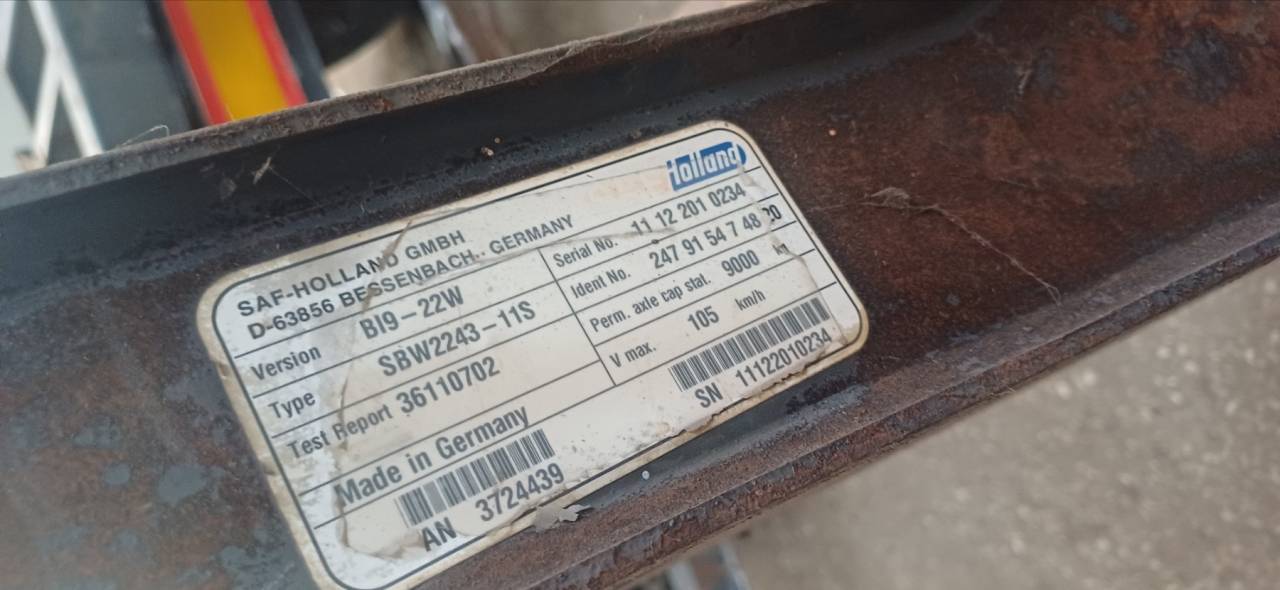 Holland
SAF-HOLLAND GMBH
D-63856 BESSENBACH.. GERMANY
Version BI9-22W
Type SBW2243-11S
Test Report 36110702
Serial No. 11 12 201 0234
Ident No. 247 91 54 7 48 20
Perm. axle cap stat. 9000
V max. 105 km/h
Made in Germany
AN 3724439
SN 11122010234